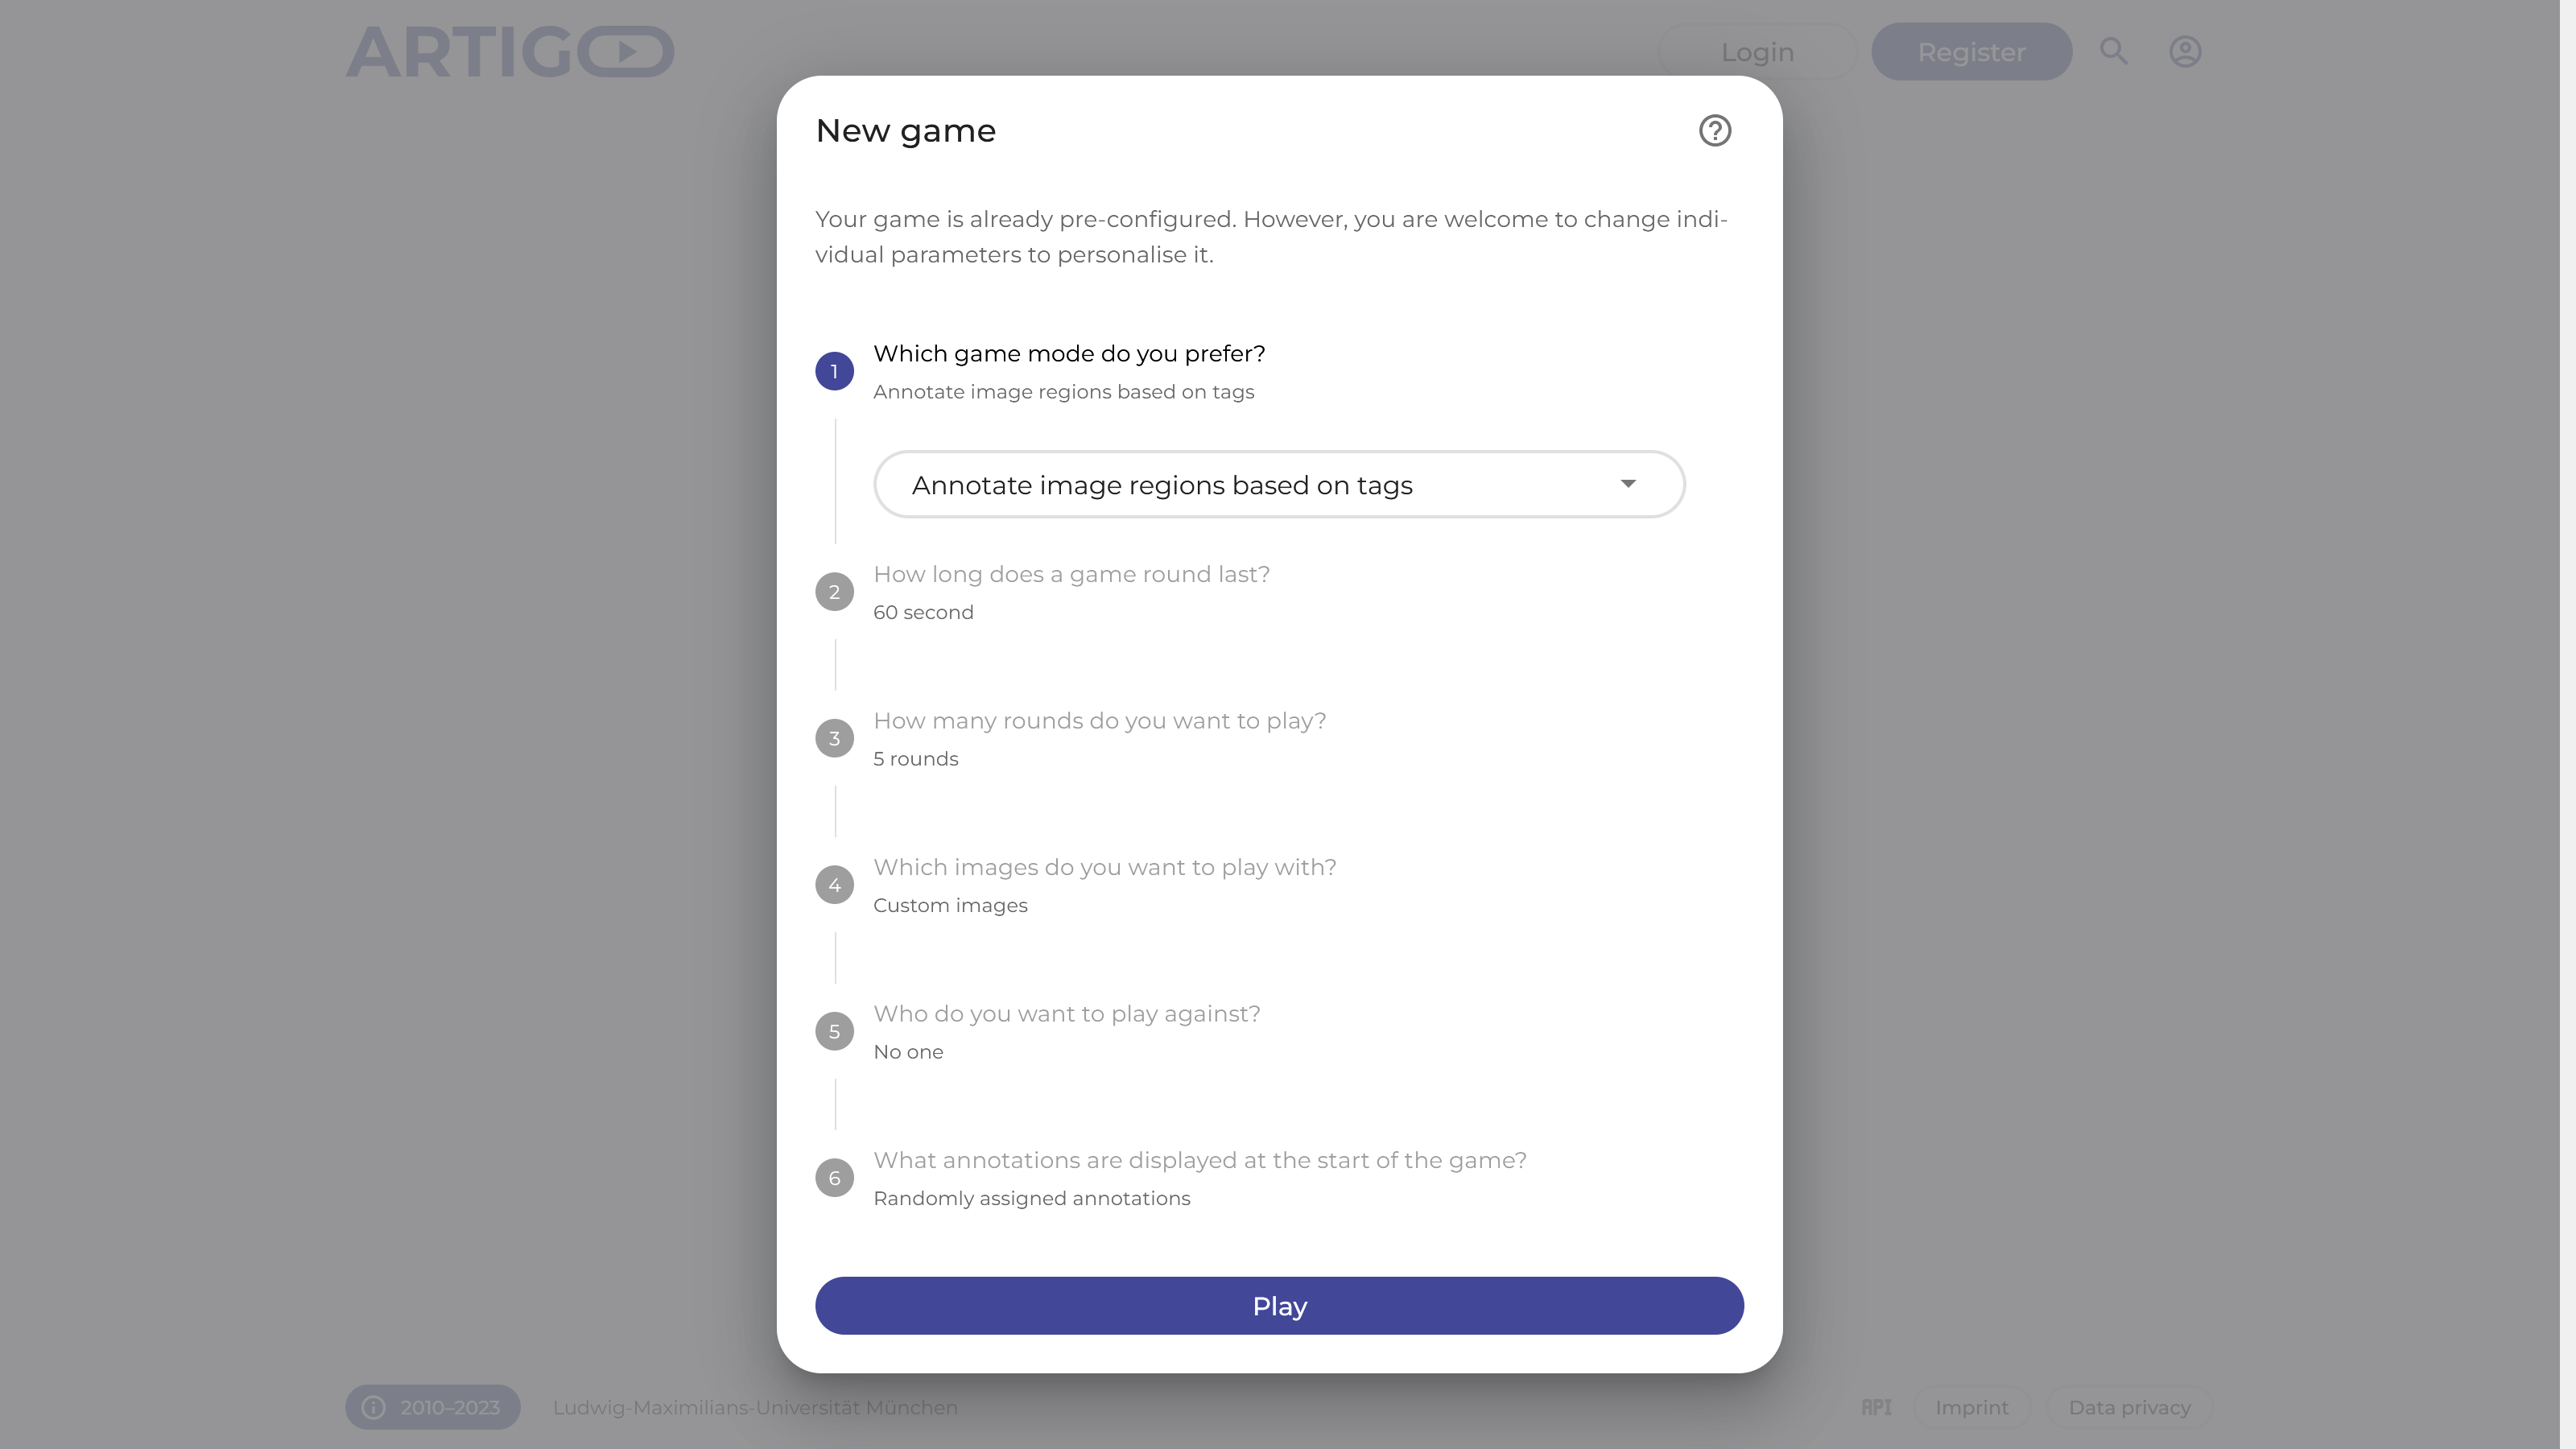 ARTIGO
Login
Register
New game
Your game is already pre-configured. However, you are welcome to change indi-
vidual parameters to personalise it.
1
Which game mode do you prefer?
Annotate image regions based on tags
Annotate image regions based on tags
2
How long does a game round last?
60 second
3
How many rounds do you want to play?
5 rounds
4
Which images do you want to play with?
Custom images
5
Who do you want to play against?
No one
6
What annotations are displayed at the start of the game?
Randomly assigned annotations
Play
2010–2023
Ludwig-Maximilians-Universität München
API
Imprint
Data privacy